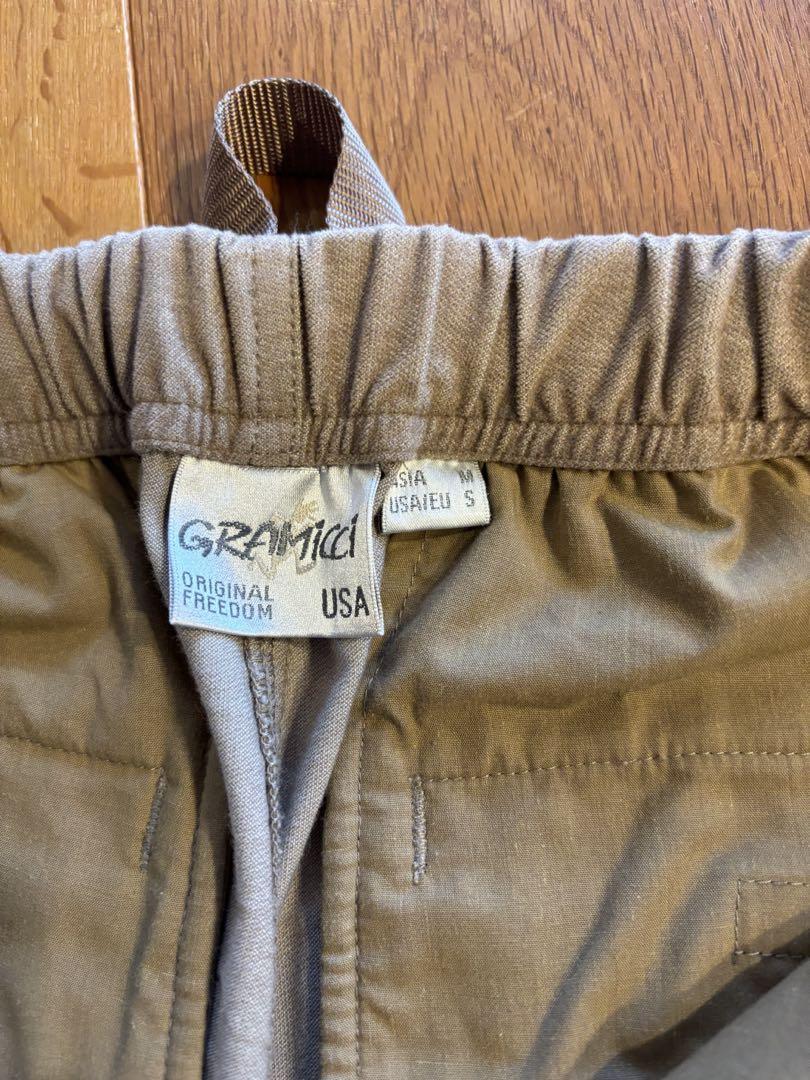 GRAMiCCi
ORIGINAL
FREEDOM
USA
ASIA M
USA/EU S